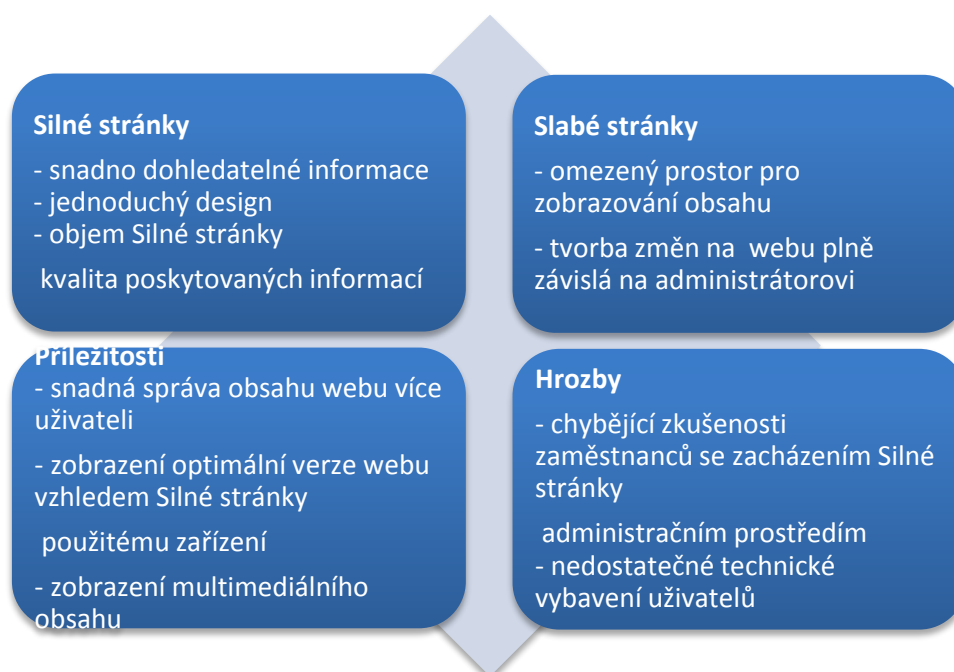 Silné stránky
- snadno dohledatelné informace
- jednoduchý design
- objem Silné stránky
kvalita poskytovaných informací
Slabé stránky
- omezený prostor pro
zobrazování obsahu
- tvorba změn na webu plně
závislá na administrátorovi
Příležitosti
- snadná správa obsahu webu více
uživateli
- zobrazení optimální verze webu
vzhledem Silné stránky
použitému zařízení
- zobrazení multimediálního
obsahu
Hrozby
- chybějící zkušenosti
zaměstnanců se zacházením Silné
stránky
administračním prostředím
- nedostatečné technické
vybavení uživatelů